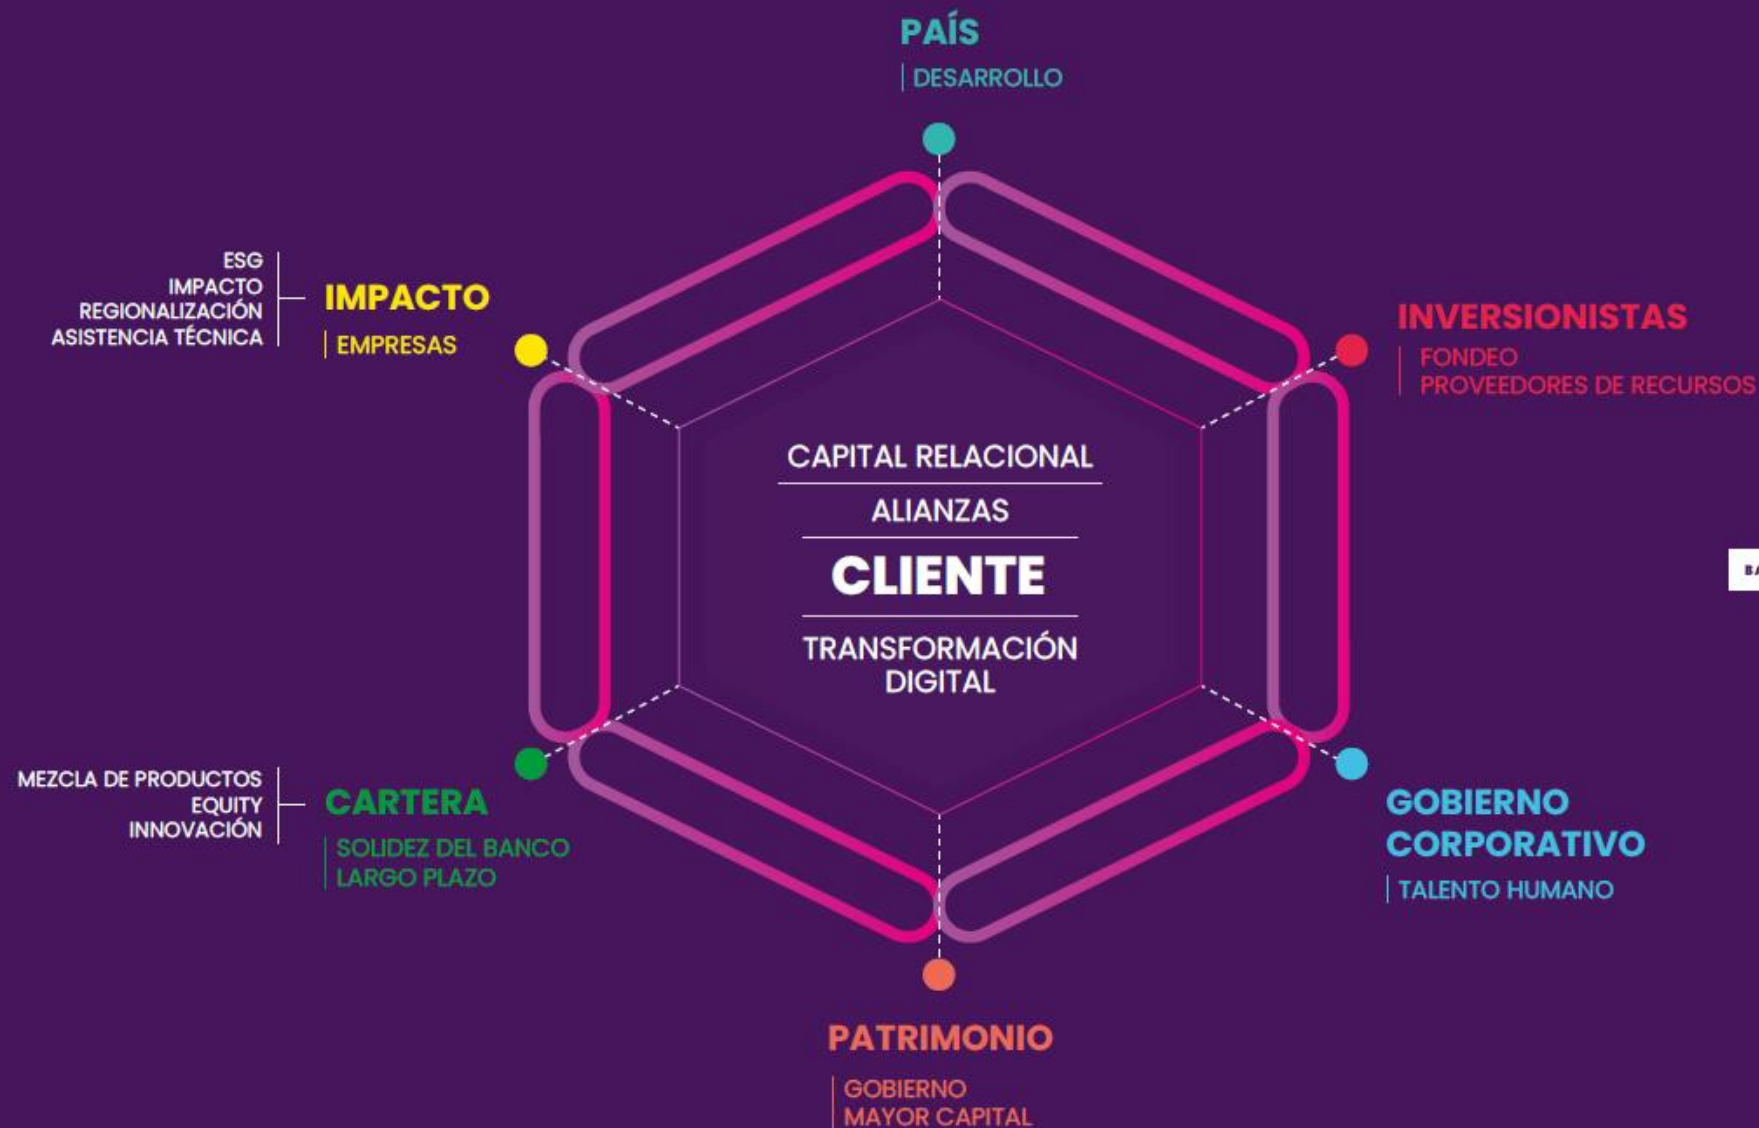 PAÍS
DESARROLLO
ESG
IMPACTO
REGIONALIZACIÓN
ASISTENCIA TÉCNICA
IMPACTO
EMPRESAS
INVERSIONISTAS
FONDEO
PROVEEDORES DE RECURSOS
CAPITAL RELACIONAL
ALIANZAS
CLIENTE
TRANSFORMACIÓN
DIGITAL
MEZCLA DE PRODUCTOS
EQUITY
INNOVACIÓN
CARTERA
SOLIDEZ DEL BANCO
LARGO PLAZO
GOBIERNO
CORPORATIVO
TALENTO HUMANO
PATRIMONIO
GOBIERNO
MAYOR CAPITAL